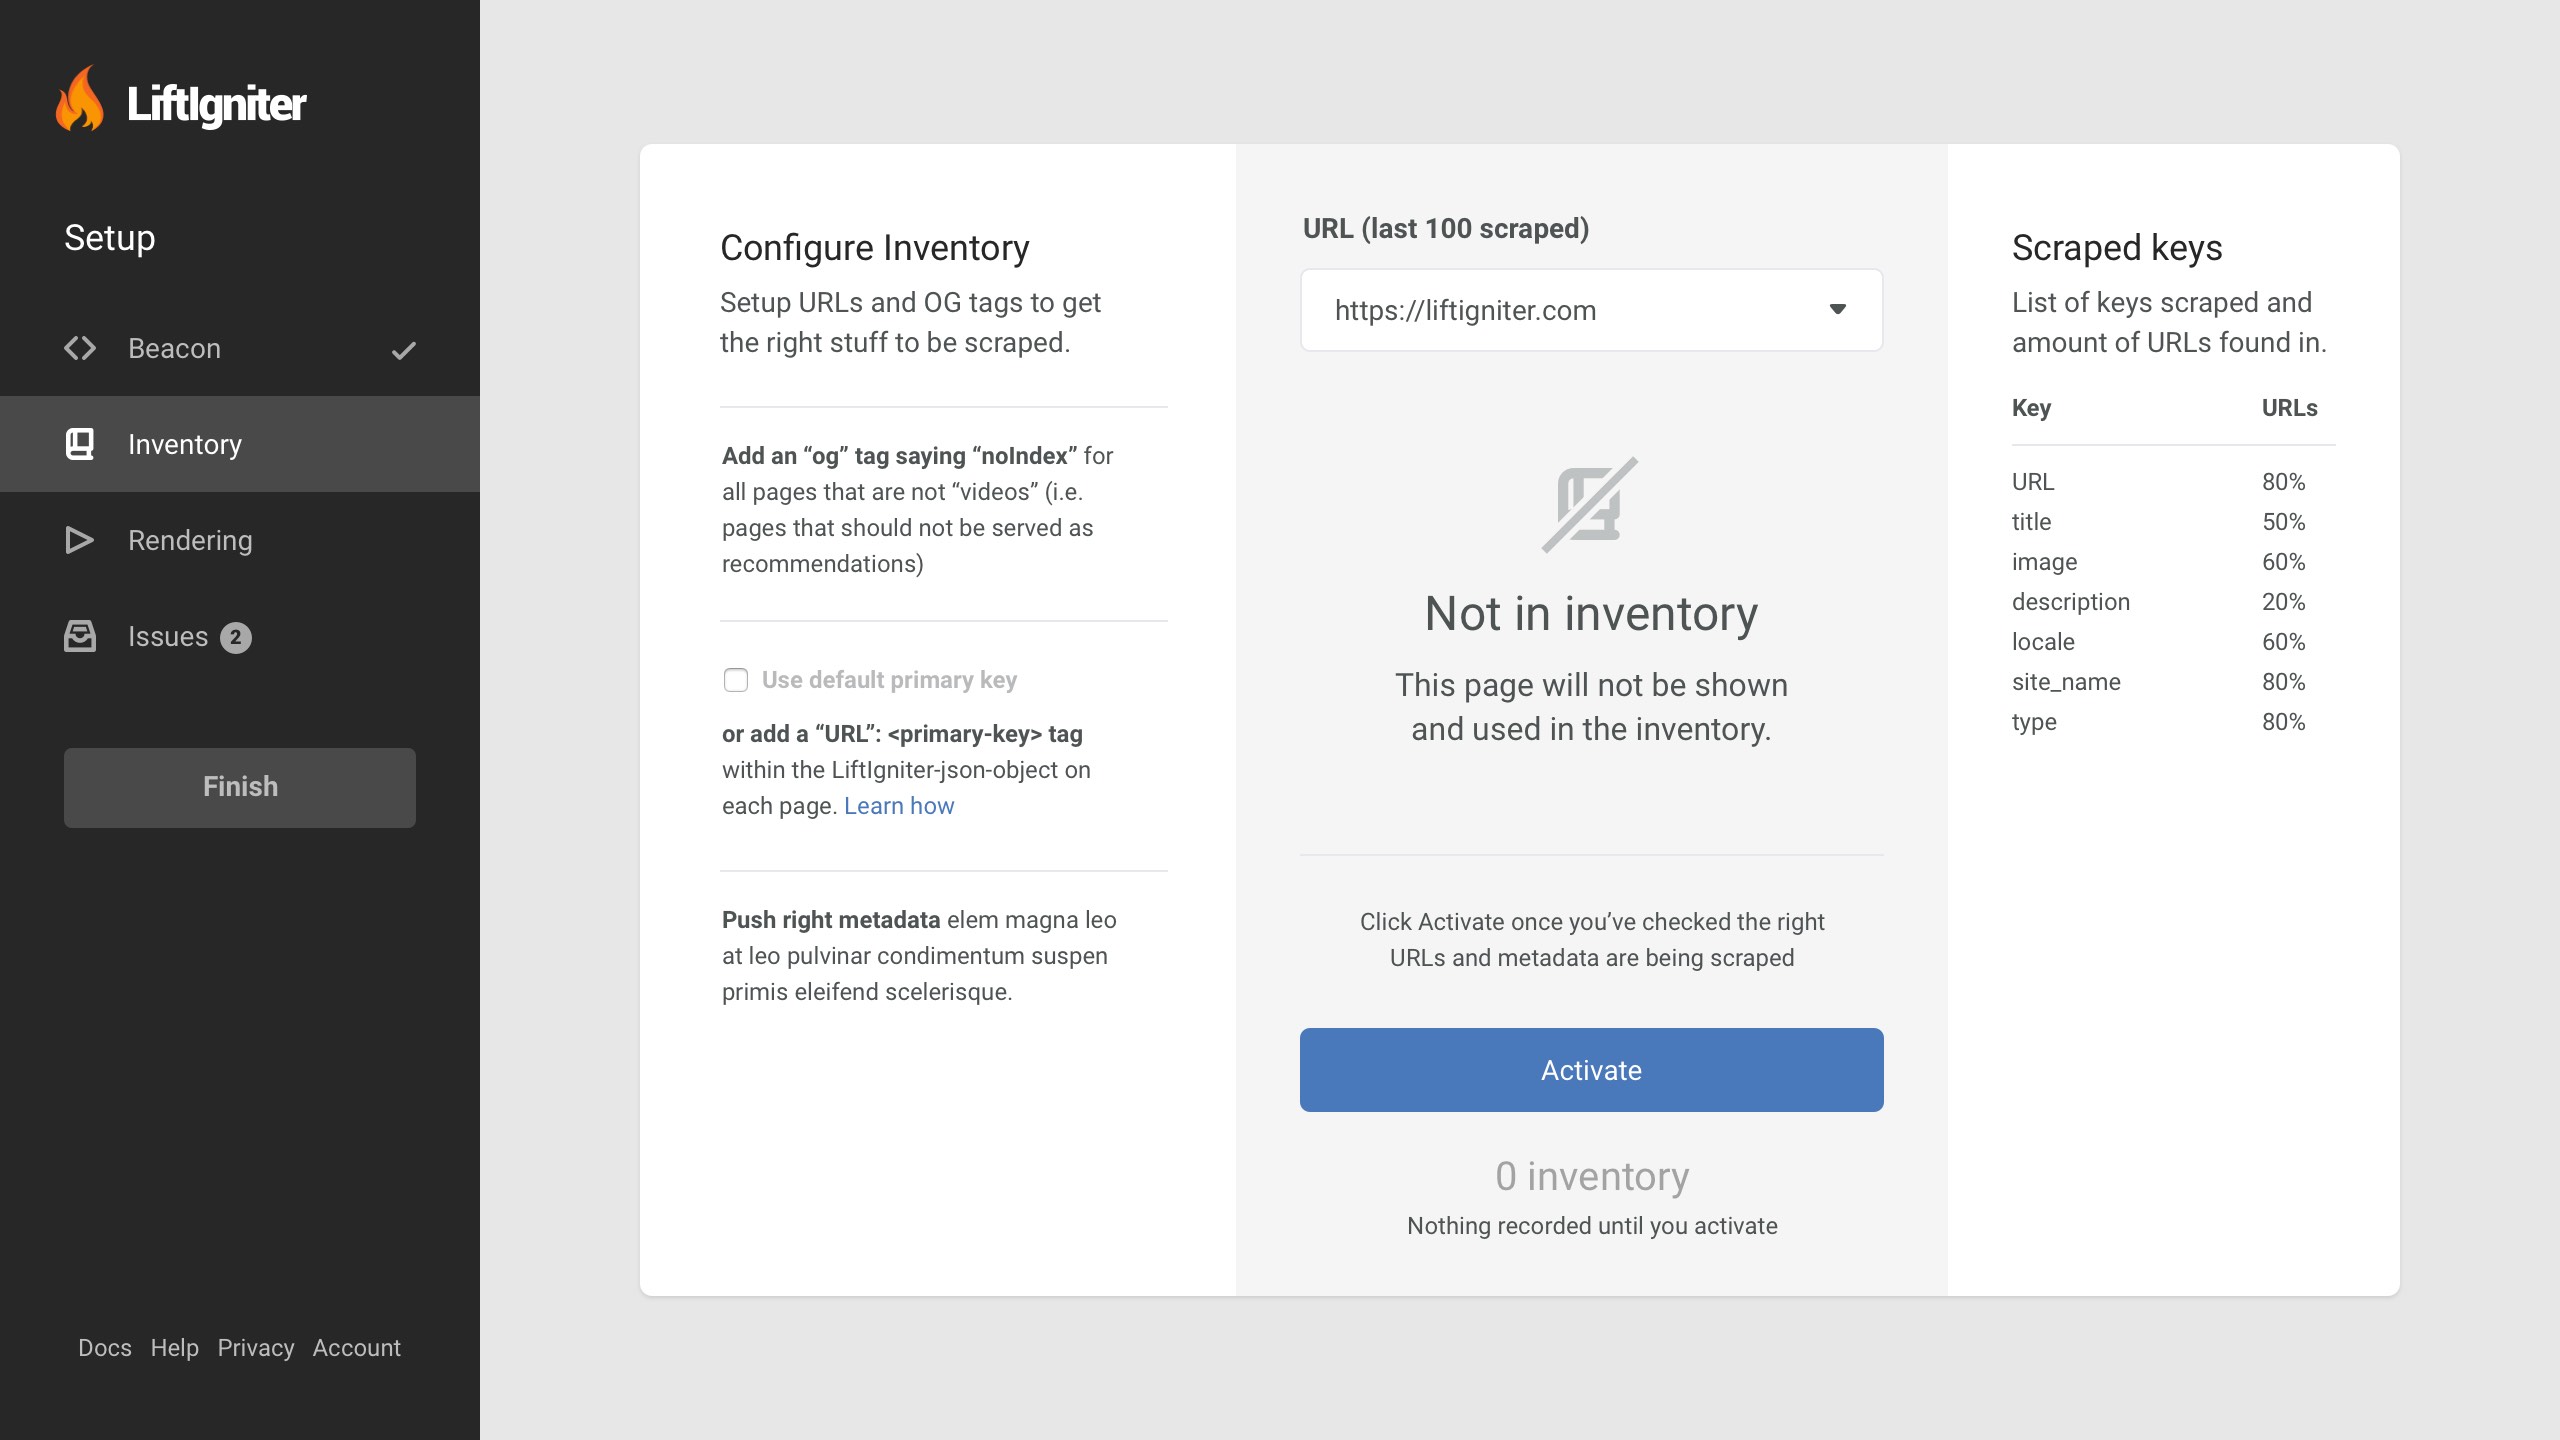 LiftIgniter
Setup
Beacon
Inventory
Rendering
Issues 2
Finish
Docs Help Privacy Account
Configure Inventory
Setup URLs and OG tags to get
the right stuff to be scraped.
Add an “og” tag saying “noIndex” for
all pages that are not “videos” (i.e.
pages that should not be served as
recommendations)
Use default primary key
or add a “URL”: <primary-key> tag
within the LiftIgniter-json-object on
each page. Learn how
Push right metadata elem magna leo
at leo pulvinar condimentum suspen
primis eleifend scelerisque.
URL (last 100 scraped)
https://liftigniter.com
Not in inventory
This page will not be shown
and used in the inventory.
Click Activate once you’ve checked the right
URLs and metadata are being scraped
Activate
0 inventory
Nothing recorded until you activate
Scraped keys
List of keys scraped and
amount of URLs found in.
Key URLs
URL 80%
title 50%
image 60%
description 20%
locale 60%
site_name 80%
type 80%